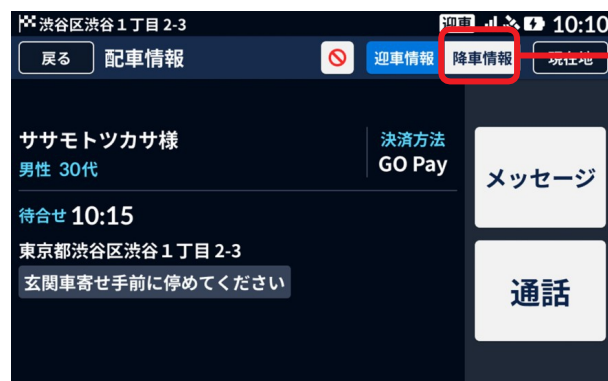 渋谷区渋谷1丁目2-3 迎車 10:10
戻る 配車情報 迎車情報 降車情報 現在地
ササモトツカサ様
男性 30代
決済方法
GO Pay
メッセージ
待合せ 10:15
東京都渋谷区渋谷1丁目2-3
玄関車寄せ手前に停めてください
通話